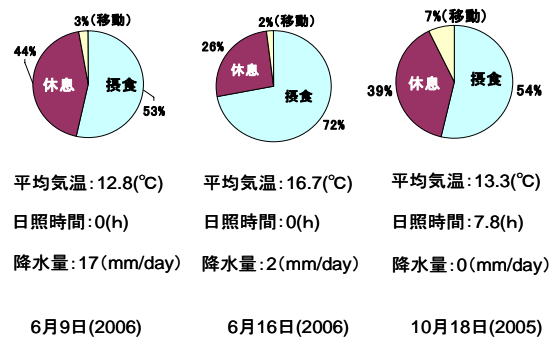 3%(移動)
44%
休息
摂食
53%
2%(移動)
26%
休息
摂食
72%
7%(移動)
39%
休息
摂食
54%
平均気温:12.8(℃)
日照時間:0(h)
降水量:17(mm/day)
6月9日(2006)
平均気温:16.7(℃)
日照時間:0(h)
降水量:2(mm/day)
6月16日(2006)
平均気温:13.3(℃)
日照時間:7.8(h)
降水量:0(mm/day)
10月18日(2005)